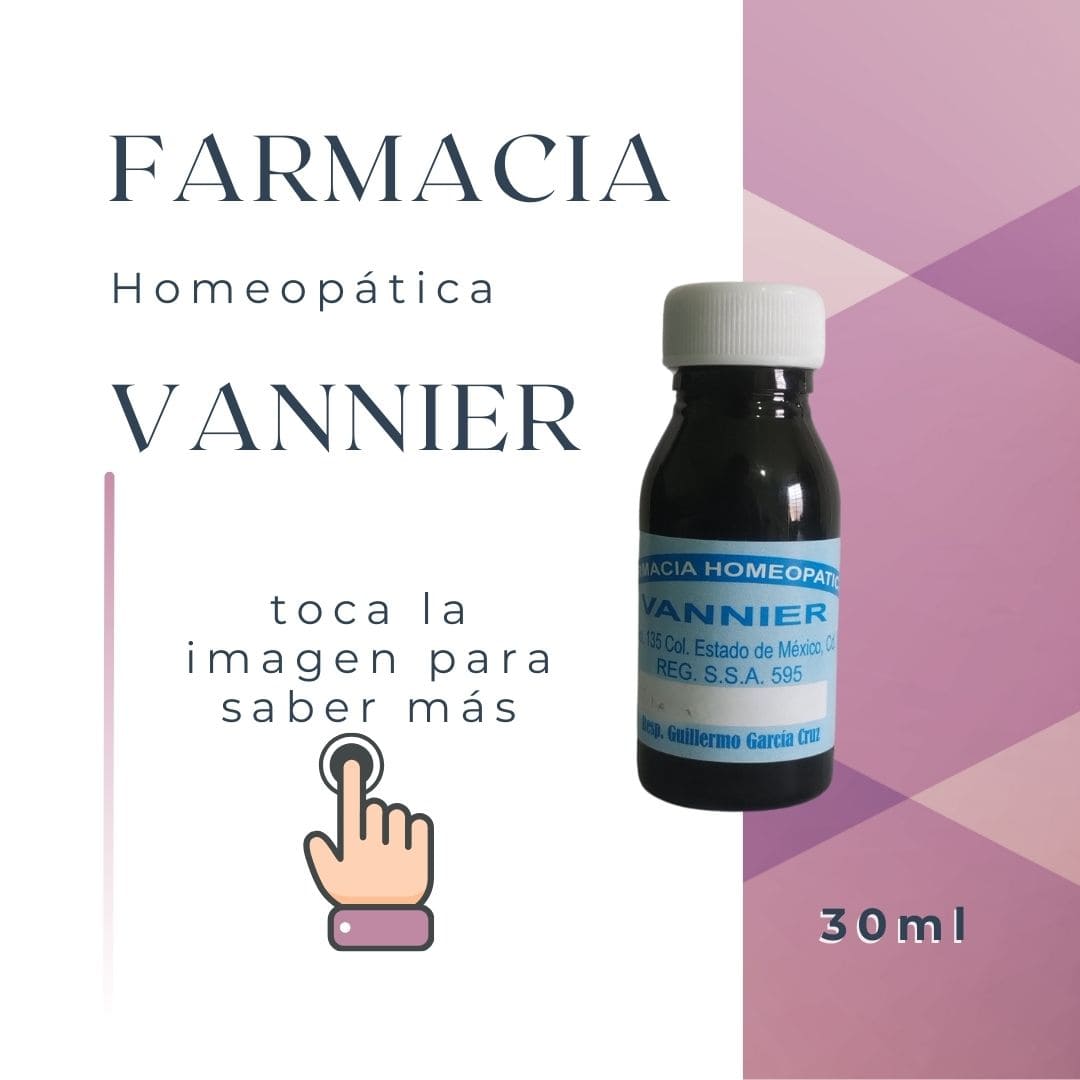 FARMACIA
Homeopática
VANNIER
toca la
imagen para
saber más
HOMEOPATIC
VANNIER
135 Col. Estado de México,
REG. S.S.A. 595
Resp. Guillermo García Cruz
30ml